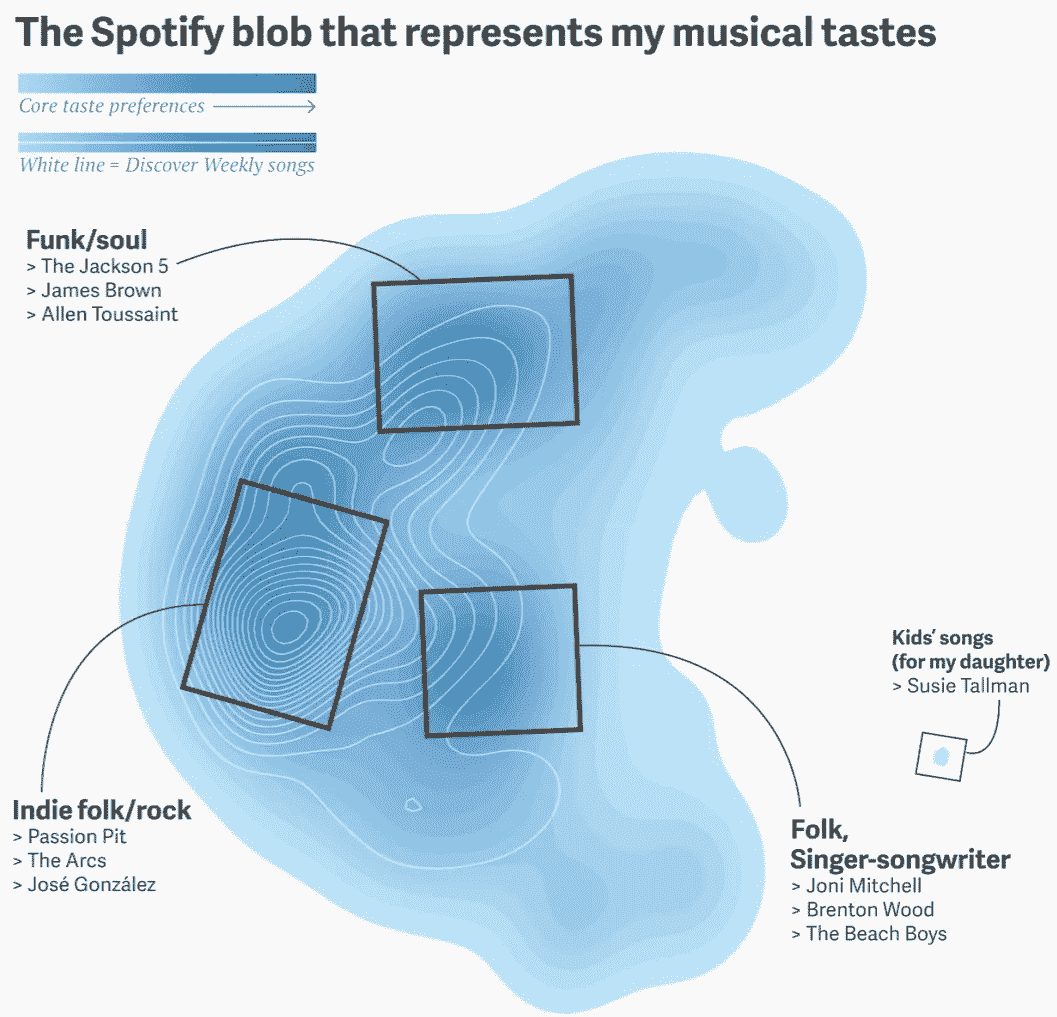 The Spotify blob that represents my musical tastes
Core taste preferences
White line = Discover Weekly songs
Funk/soul
> The Jackson 5
> James Brown
> Allen Toussaint
Kids' songs
(for my daughter)
> Susie Tallman
Indie folk/rock
> Passion Pit
> The Arcs
> José González
Folk,
Singer-songwriter
> Joni Mitchell
> Brenton Wood
> The Beach Boys